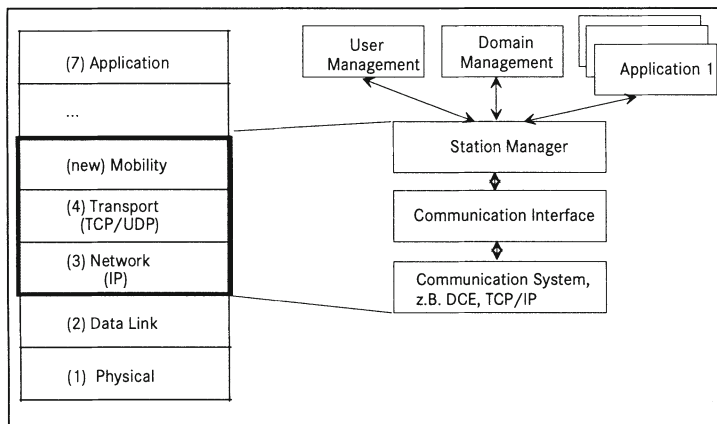 (7) Application
...
(new) Mobility
(4) Transport
(TCP/UDP)
(3) Network
(IP)
(2) Data Link
(1) Physical
User
Management
Domain
Management
Application 1
Station Manager
Communication Interface
Communication System,
z.B. DCE, TCP/IP